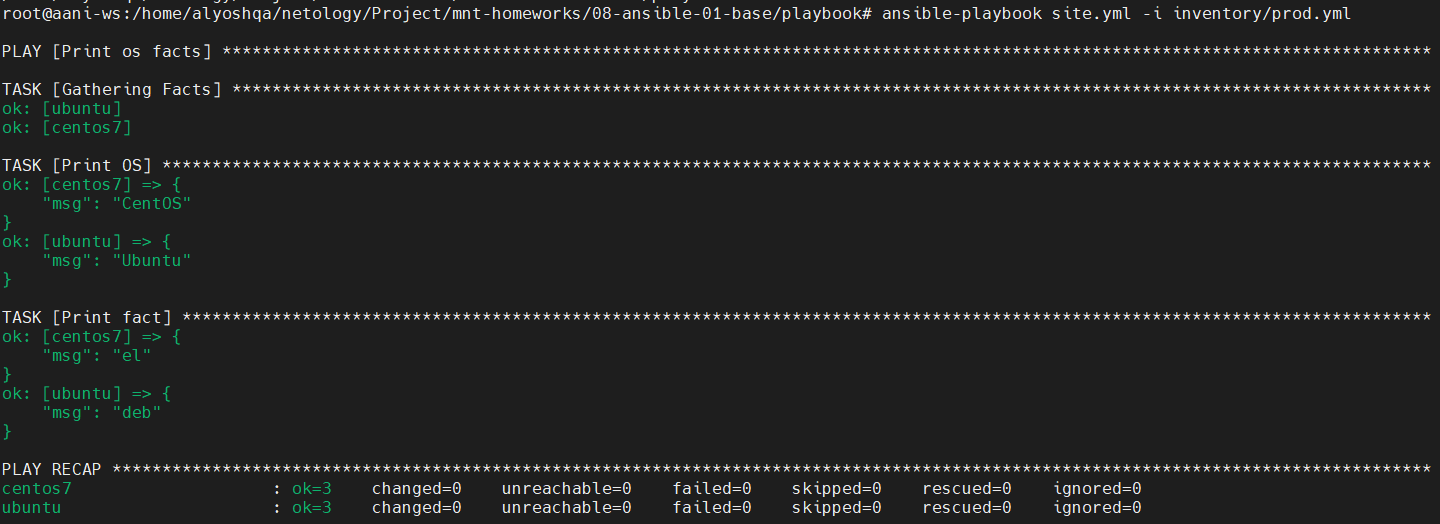 root@aani-ws:/home/alyoshqa/netology/Project/mnt-homeworks/08-ansible-01-base/playbook# ansible-playbook site.yml -i inventory/prod.yml
PLAY [Print os facts] *************************************************************************************************************************
TASK [Gathering Facts] ************************************************************************************************************************
ok: [ubuntu]
ok: [centos7]
TASK [Print OS] *******************************************************************************************************************************
ok: [centos7] => {
    "msg": "CentOS"
}
ok: [ubuntu] => {
    "msg": "Ubuntu"
}
TASK [Print fact] *****************************************************************************************************************************
ok: [centos7] => {
    "msg": "el"
}
ok: [ubuntu] => {
    "msg": "deb"
}
PLAY RECAP ************************************************************************************************************************************
centos7                    : ok=3    changed=0    unreachable=0    failed=0    skipped=0    rescued=0    ignored=0
ubuntu                     : ok=3    changed=0    unreachable=0    failed=0    skipped=0    rescued=0    ignored=0